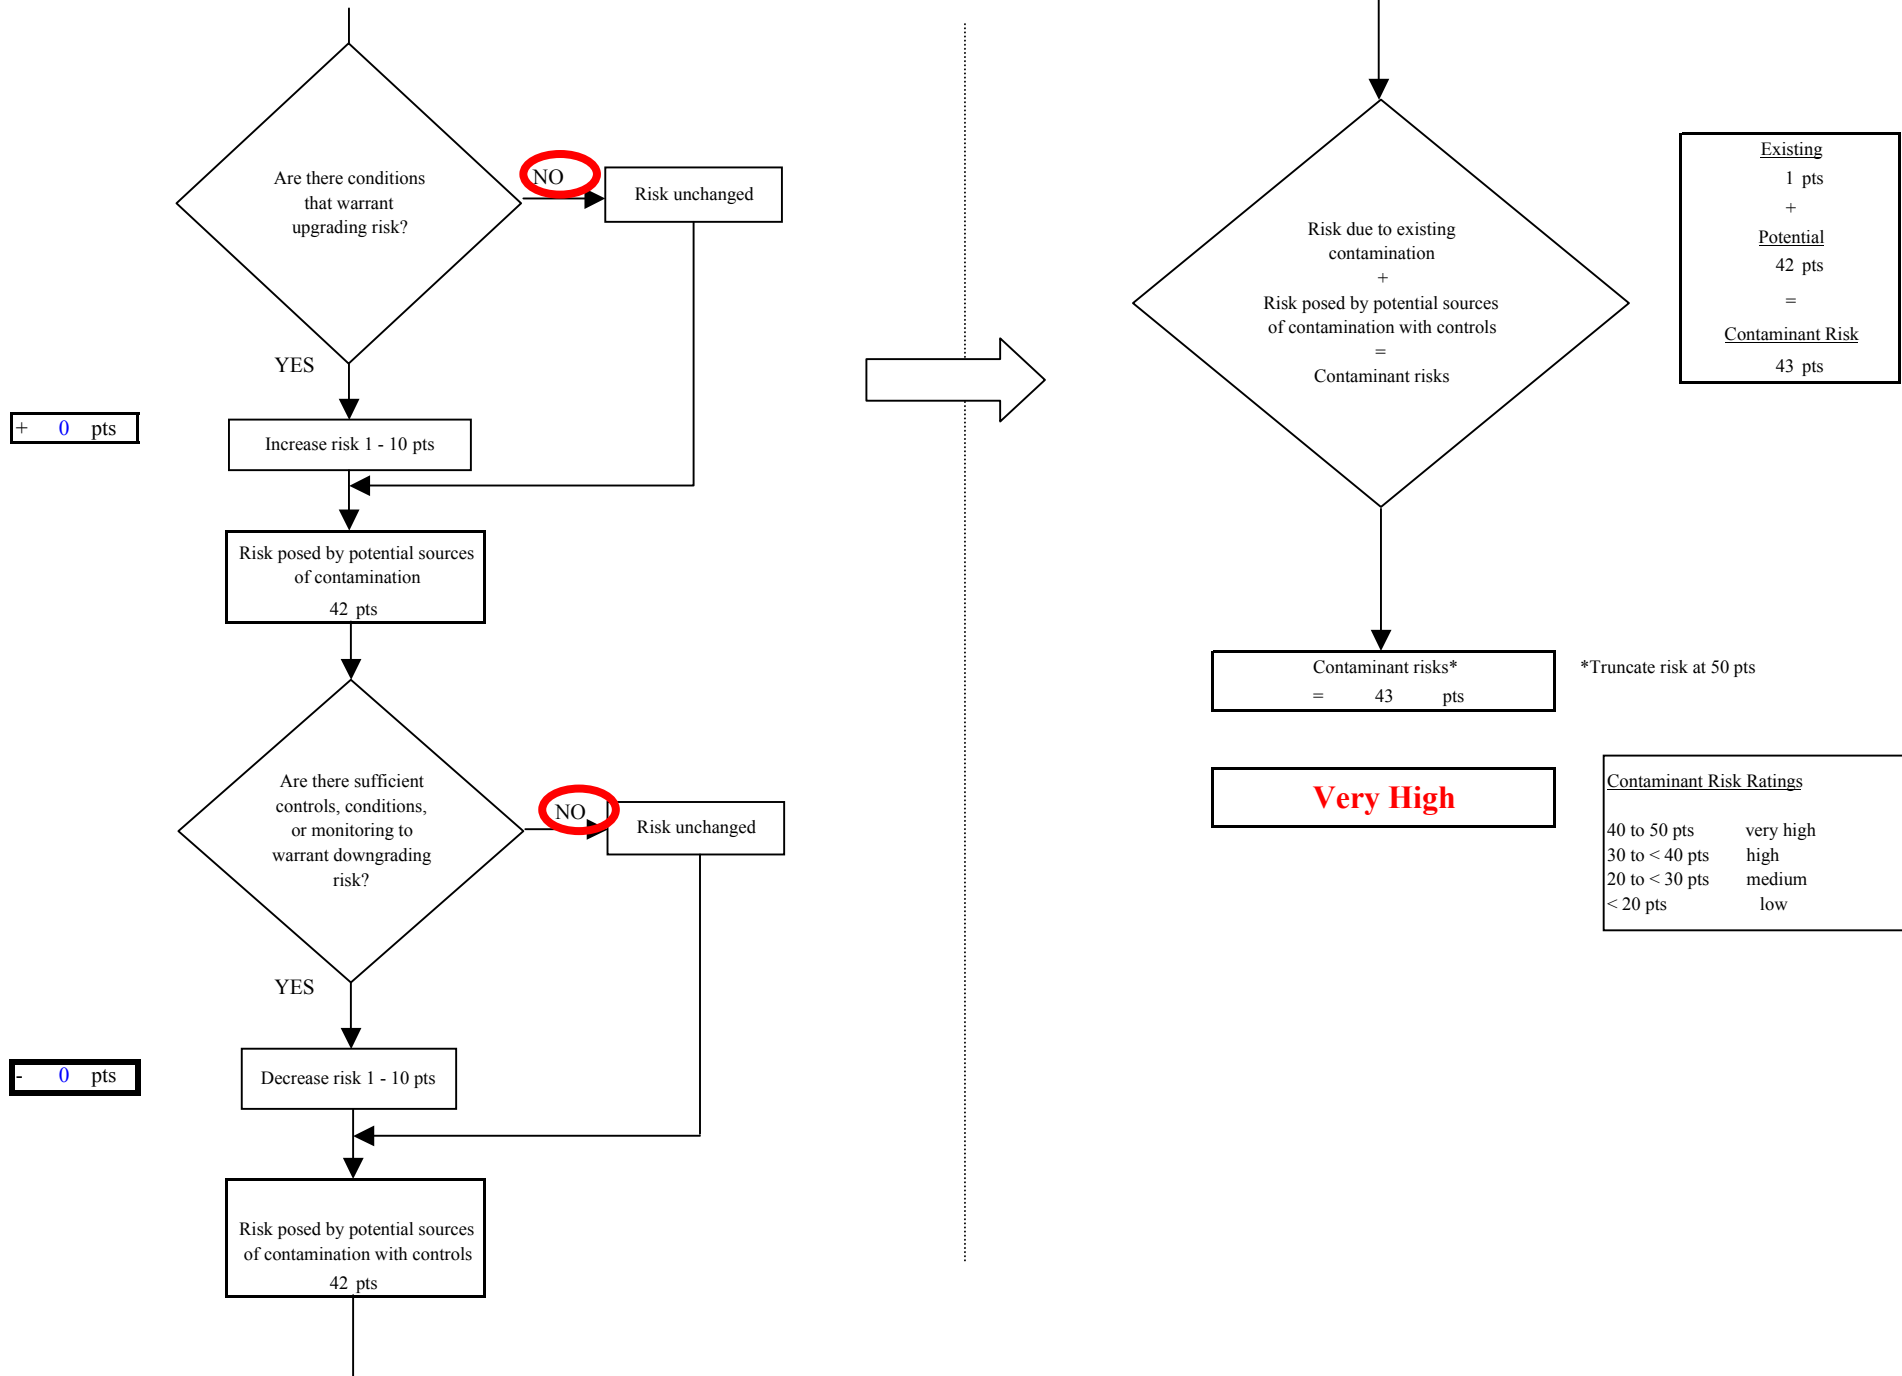 Are there conditions
that warrant
upgrading risk?
NO
Risk unchanged
YES
+ 0 pts
Increase risk 1 - 10 pts
Risk posed by potential sources
of contamination
42 pts
Are there sufficient
controls, conditions,
or monitoring to
warrant downgrading
risk?
NO
Risk unchanged
YES
- 0 pts
Decrease risk 1 - 10 pts
Risk posed by potential sources
of contamination with controls
42 pts
Risk due to existing
contamination
+
Risk posed by potential sources
of contamination with controls
=
Contaminant risks
Existing
1 pts
+
Potential
42 pts
=
Contaminant Risk
43 pts
Contaminant risks*
= 43 pts
*Truncate risk at 50 pts
Very High
Contaminant Risk Ratings
40 to 50 pts very high
30 to < 40 pts high
20 to < 30 pts medium
< 20 pts low